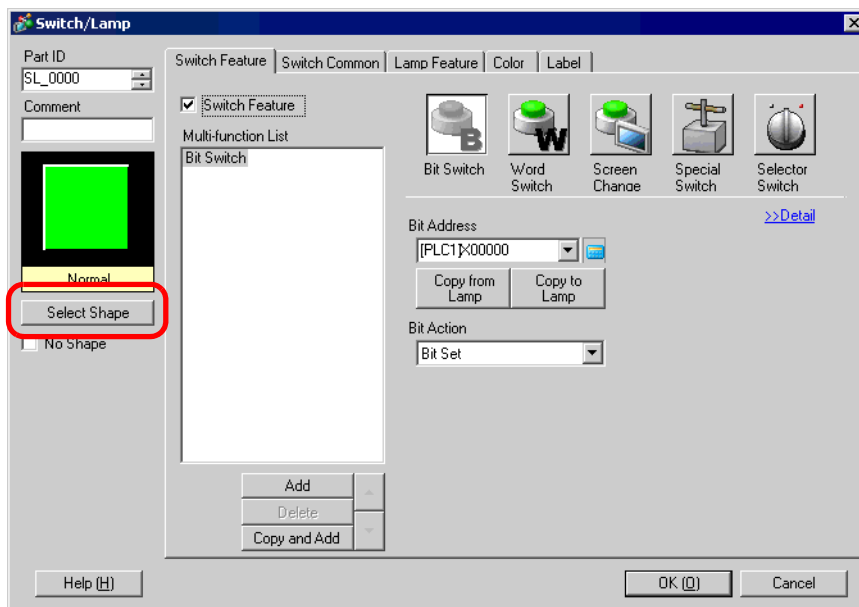 Switch/Lamp
Part ID
SL_0000
Comment
Normal
Select Shape
No Shape
Switch Feature
Switch Common
Lamp Feature
Color
Label
Switch Feature
Multi-function List
Bit Switch
Add
Delete
Copy and Add
B
W
Bit Switch
Word
Switch
Screen
Change
Special
Switch
Selector
Switch
>>Detail
Bit Address
[PLC1]X00000
Copy from
Lamp
Copy to
Lamp
Bit Action
Bit Set
Help (H)
OK (O)
Cancel